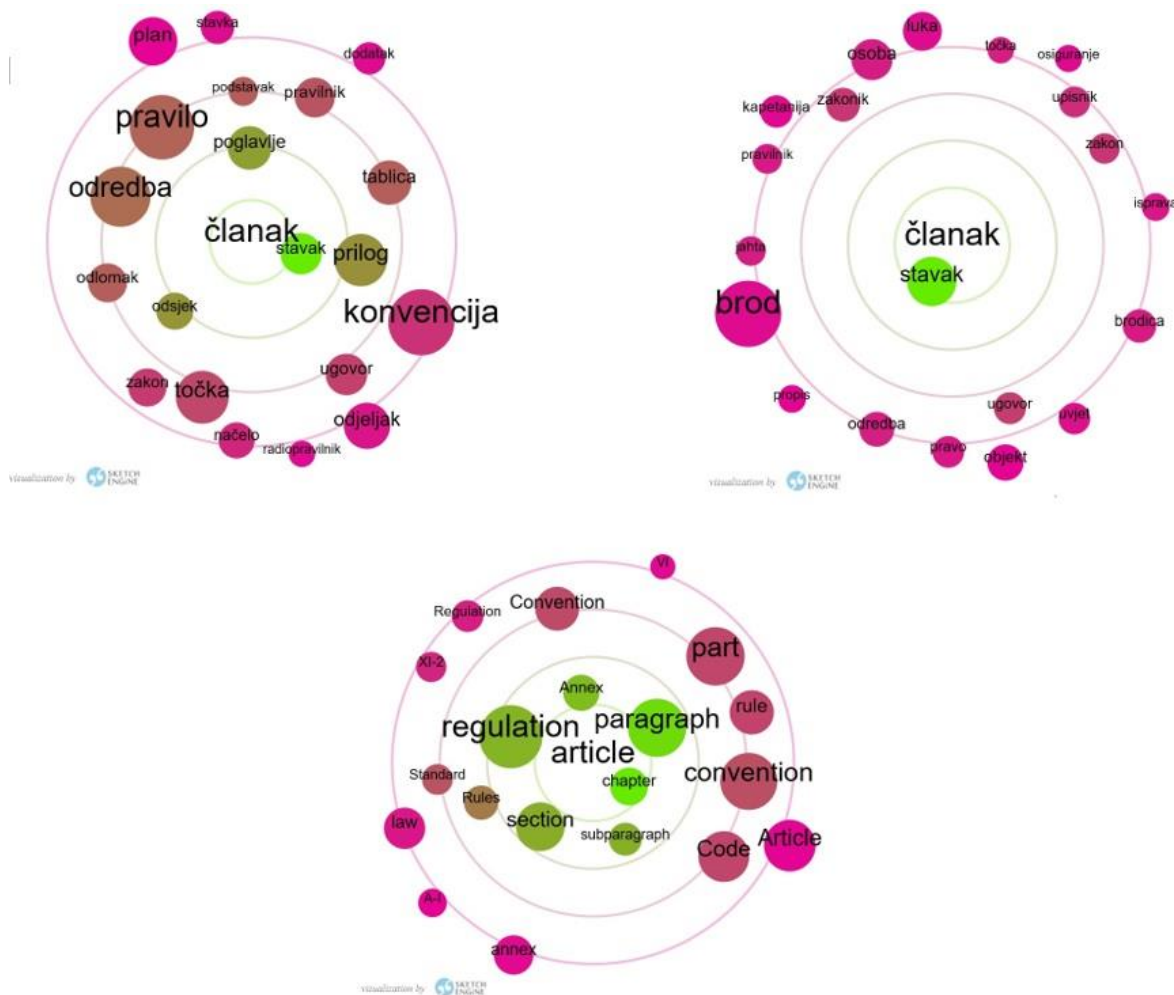 plan
stavka
dodatak
podstavak
pravilnik
pravilo
poglavlje
tablica
odredba
članak
stavak
prilog
odlomak
odsjek
konvencija
zakon
točka
ugovor
odjeljak
načelo
radiopravilnik
visualization by SKETCH ENGINE
luka
osoba
točka
osiguranje
kapetanija
zakonik
upisnik
pravilnik
zakon
isprava
jahta
članak
stavak
brod
brodica
propis
ugovor
uvjet
odredba
pravo
objekt
visualization by SKETCH ENGINE
VI
Convention
Regulation
part
XI-2
Annex
rule
regulation
paragraph
article
Standard
chapter
convention
Rules
section
subparagraph
law
Code
Article
A-I
annex
visualization by SKETCH ENGINE